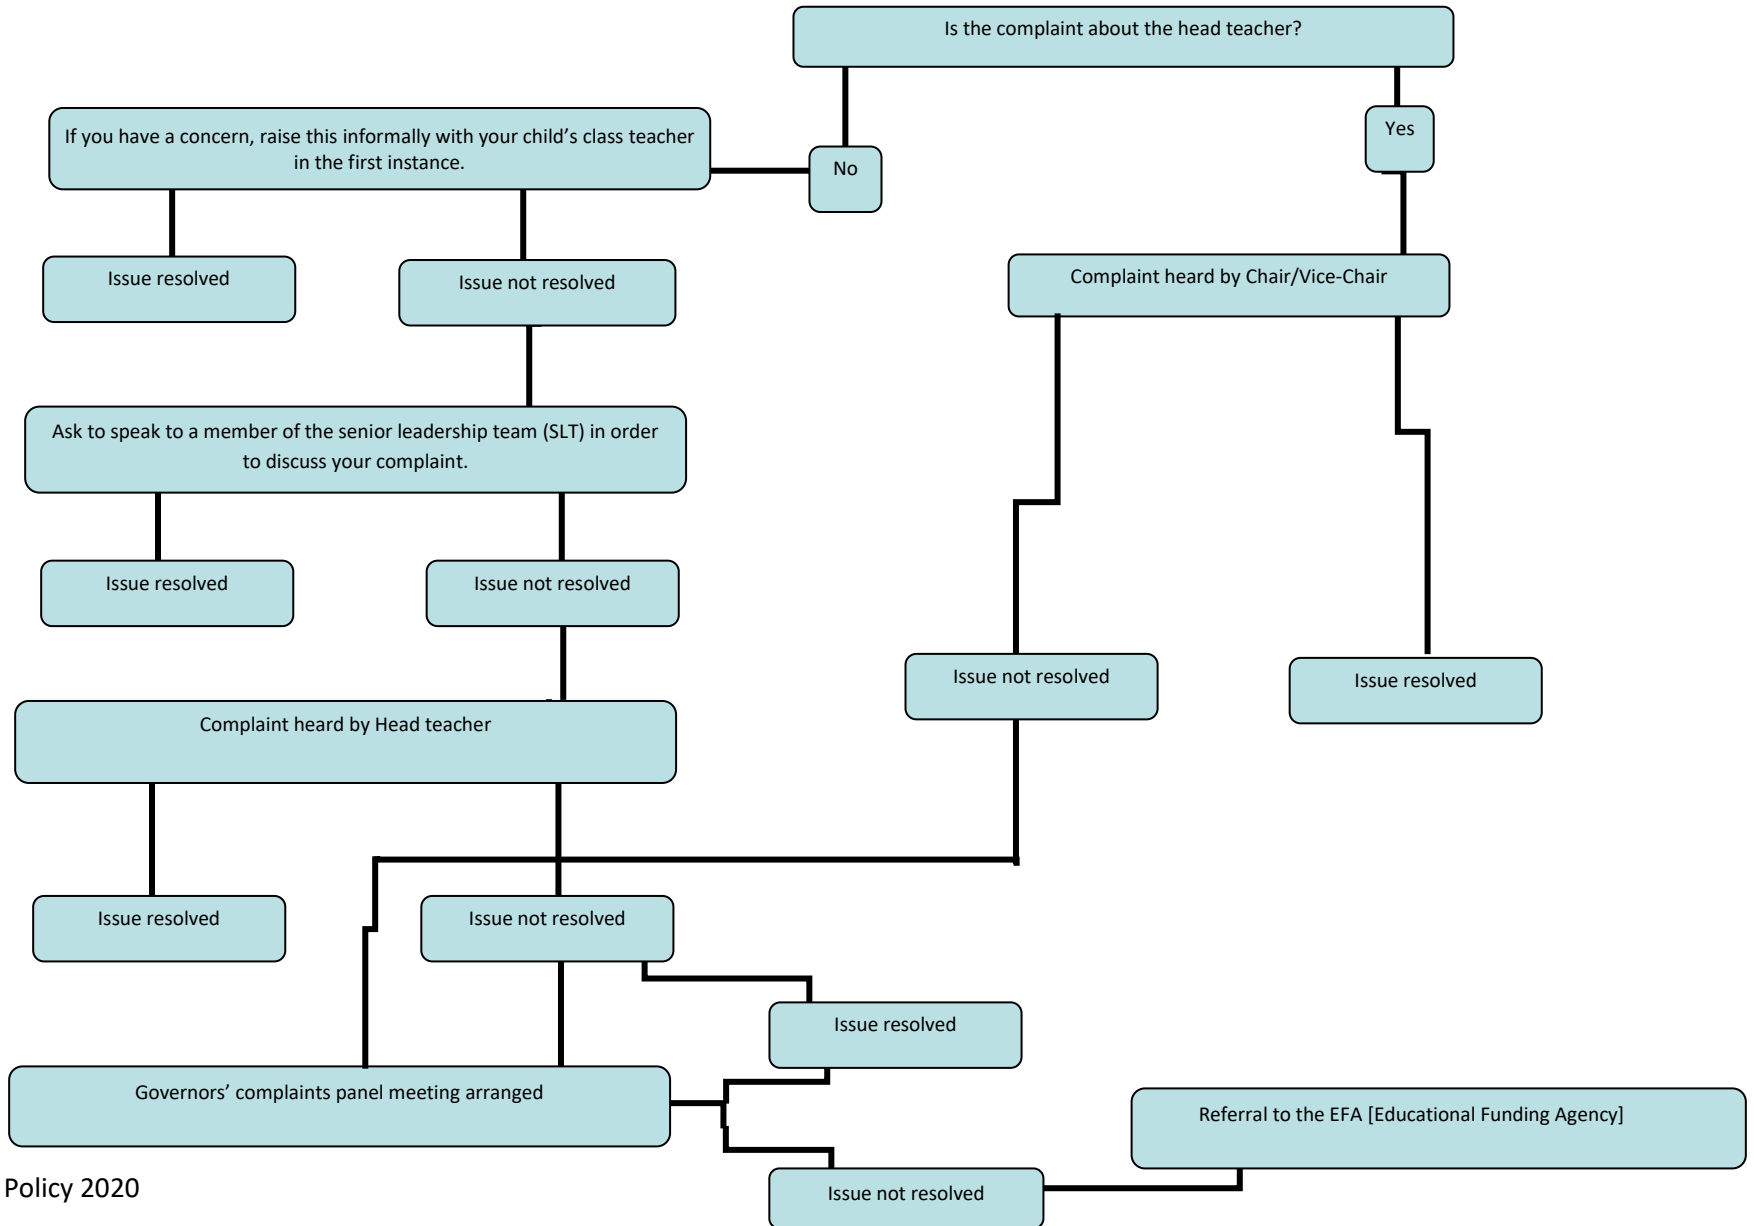 Is the complaint about the head teacher?
If you have a concern, raise this informally with your child’s class teacher
in the first instance.
No
Yes
Issue resolved
Issue not resolved
Complaint heard by Chair/Vice-Chair
Ask to speak to a member of the senior leadership team (SLT) in order
to discuss your complaint.
Issue resolved
Issue not resolved
Issue not resolved
Issue resolved
Complaint heard by Head teacher
Issue resolved
Issue not resolved
Issue resolved
Governors’ complaints panel meeting arranged
Referral to the EFA [Educational Funding Agency]
Issue not resolved
Policy 2020